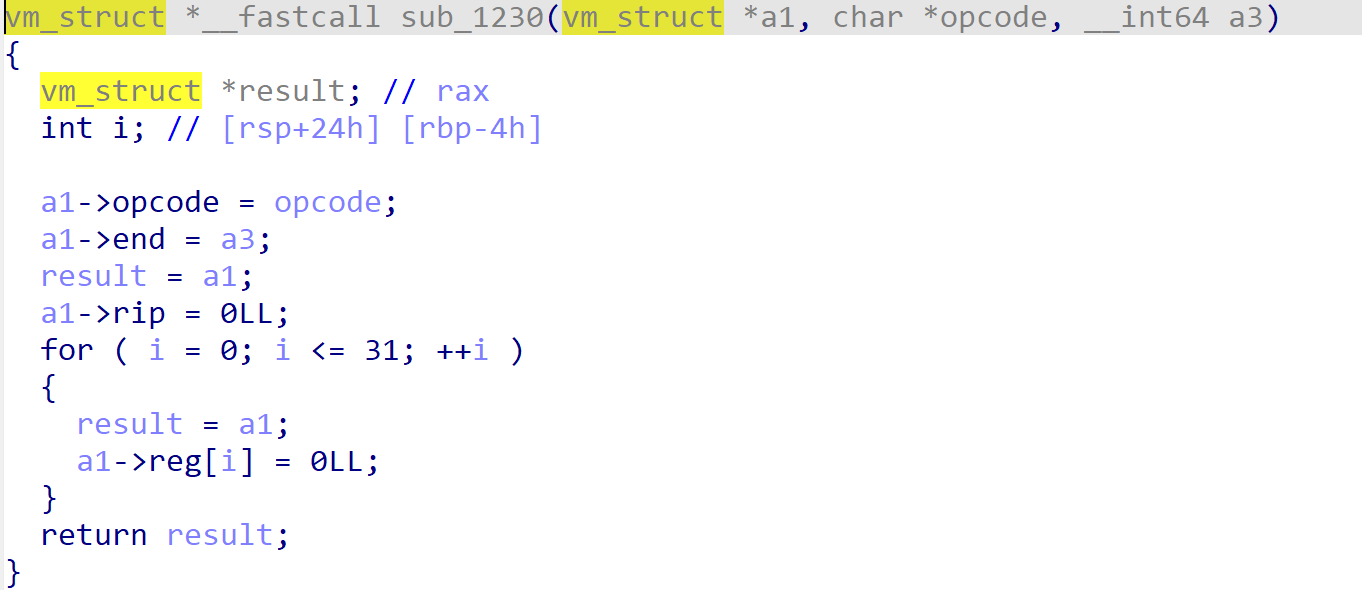 vm_struct *__fastcall sub_1230(vm_struct *a1, char *opcode, __int64 a3)
{
  vm_struct *result; // rax
  int i; // [rsp+24h] [rbp-4h]

  a1->opcode = opcode;
  a1->end = a3;
  result = a1;
  a1->rip = 0LL;
  for ( i = 0; i <= 31; ++i )
  {
    result = a1;
    a1->reg[i] = 0LL;
  }
  return result;
}